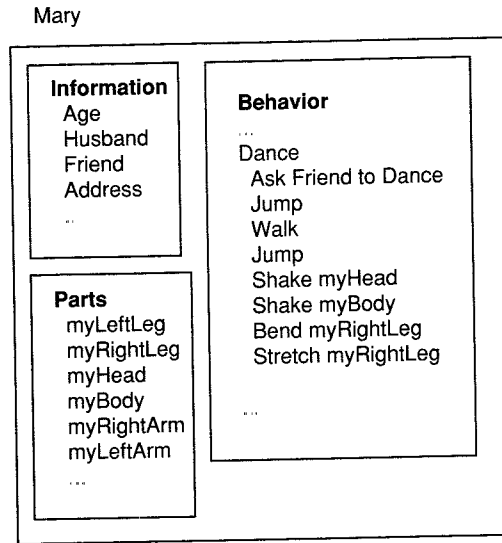 Mary
Information
Age
Husband
Friend
Address
...
Parts
myLeftLeg
myRightLeg
myHead
myBody
myRightArm
myLeftArm
....
Behavior
...
Dance
Ask Friend to Dance
Jump
Walk
Jump
Shake myHead
Shake myBody
Bend myRightLeg
Stretch myRightLeg
....